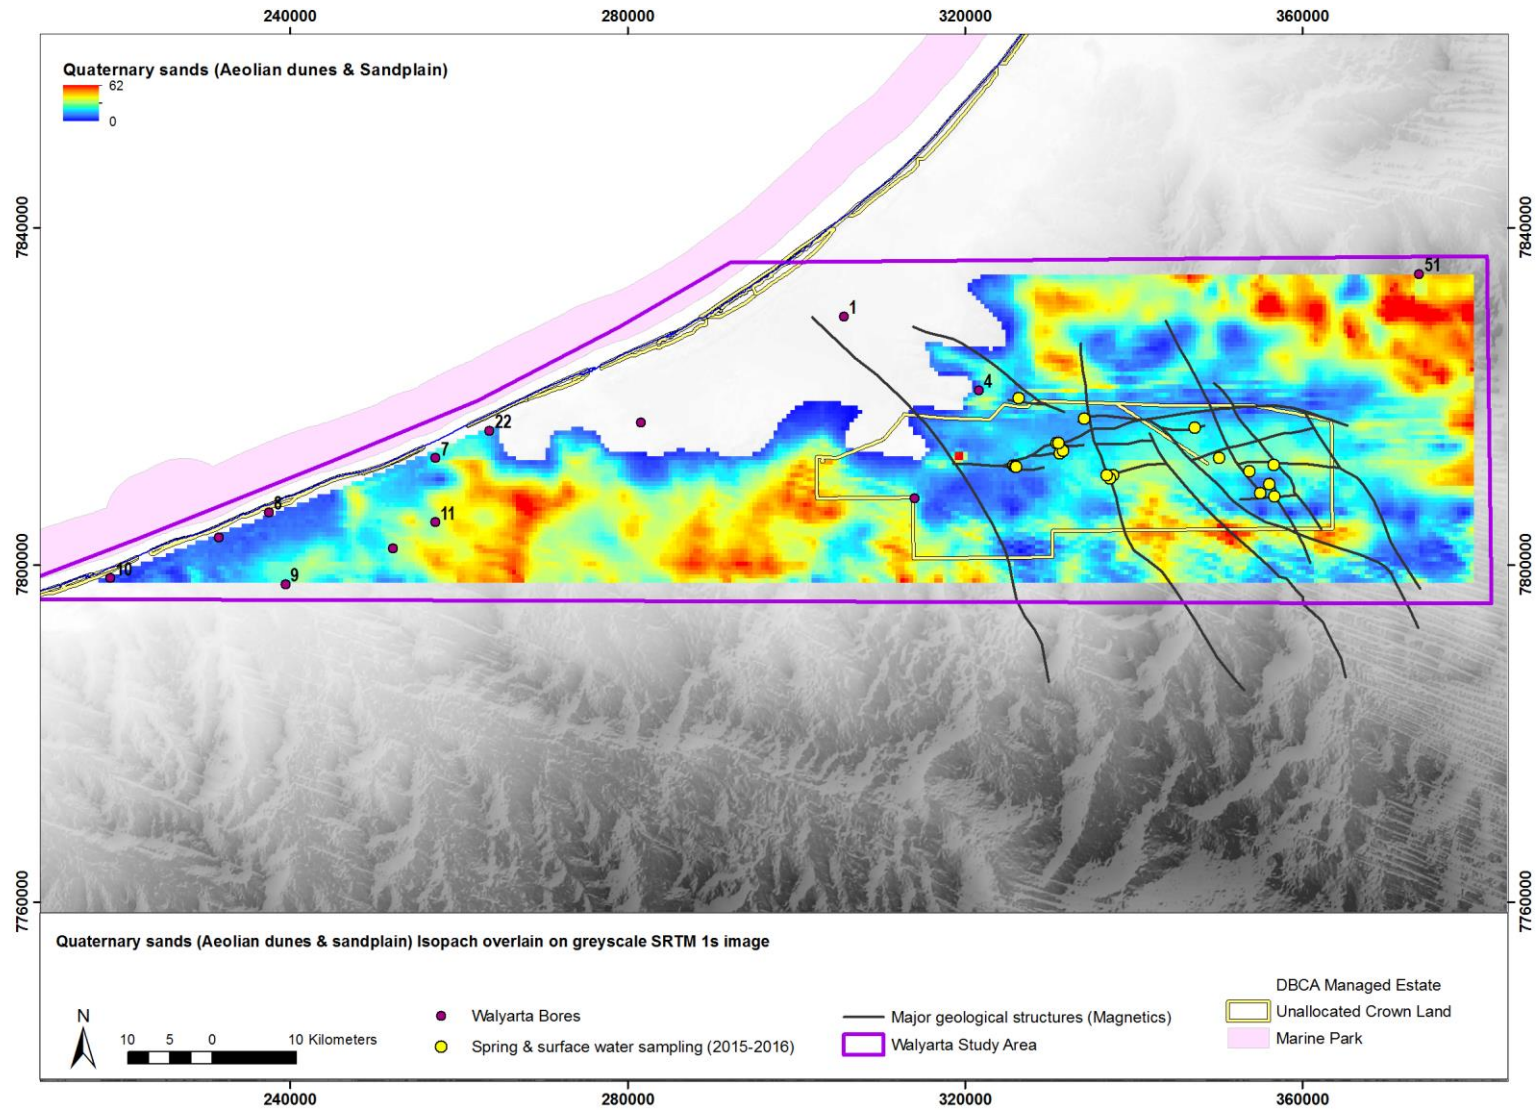 240000
280000
320000
360000
Quaternary sands (Aeolian dunes & Sandplain)
62
0
7840000
7840000
51
1
4
22
7
8
11
10
9
7800000
7800000
7760000
7760000
Quaternary sands (Aeolian dunes & sandplain) Isopach overlain on greyscale SRTM 1s image
N
10 5 0 10 Kilometers
Walyarta Bores
Spring & surface water sampling (2015-2016)
Major geological structures (Magnetics)
Walyarta Study Area
DBCA Managed Estate
Unallocated Crown Land
Marine Park
240000
280000
320000
360000